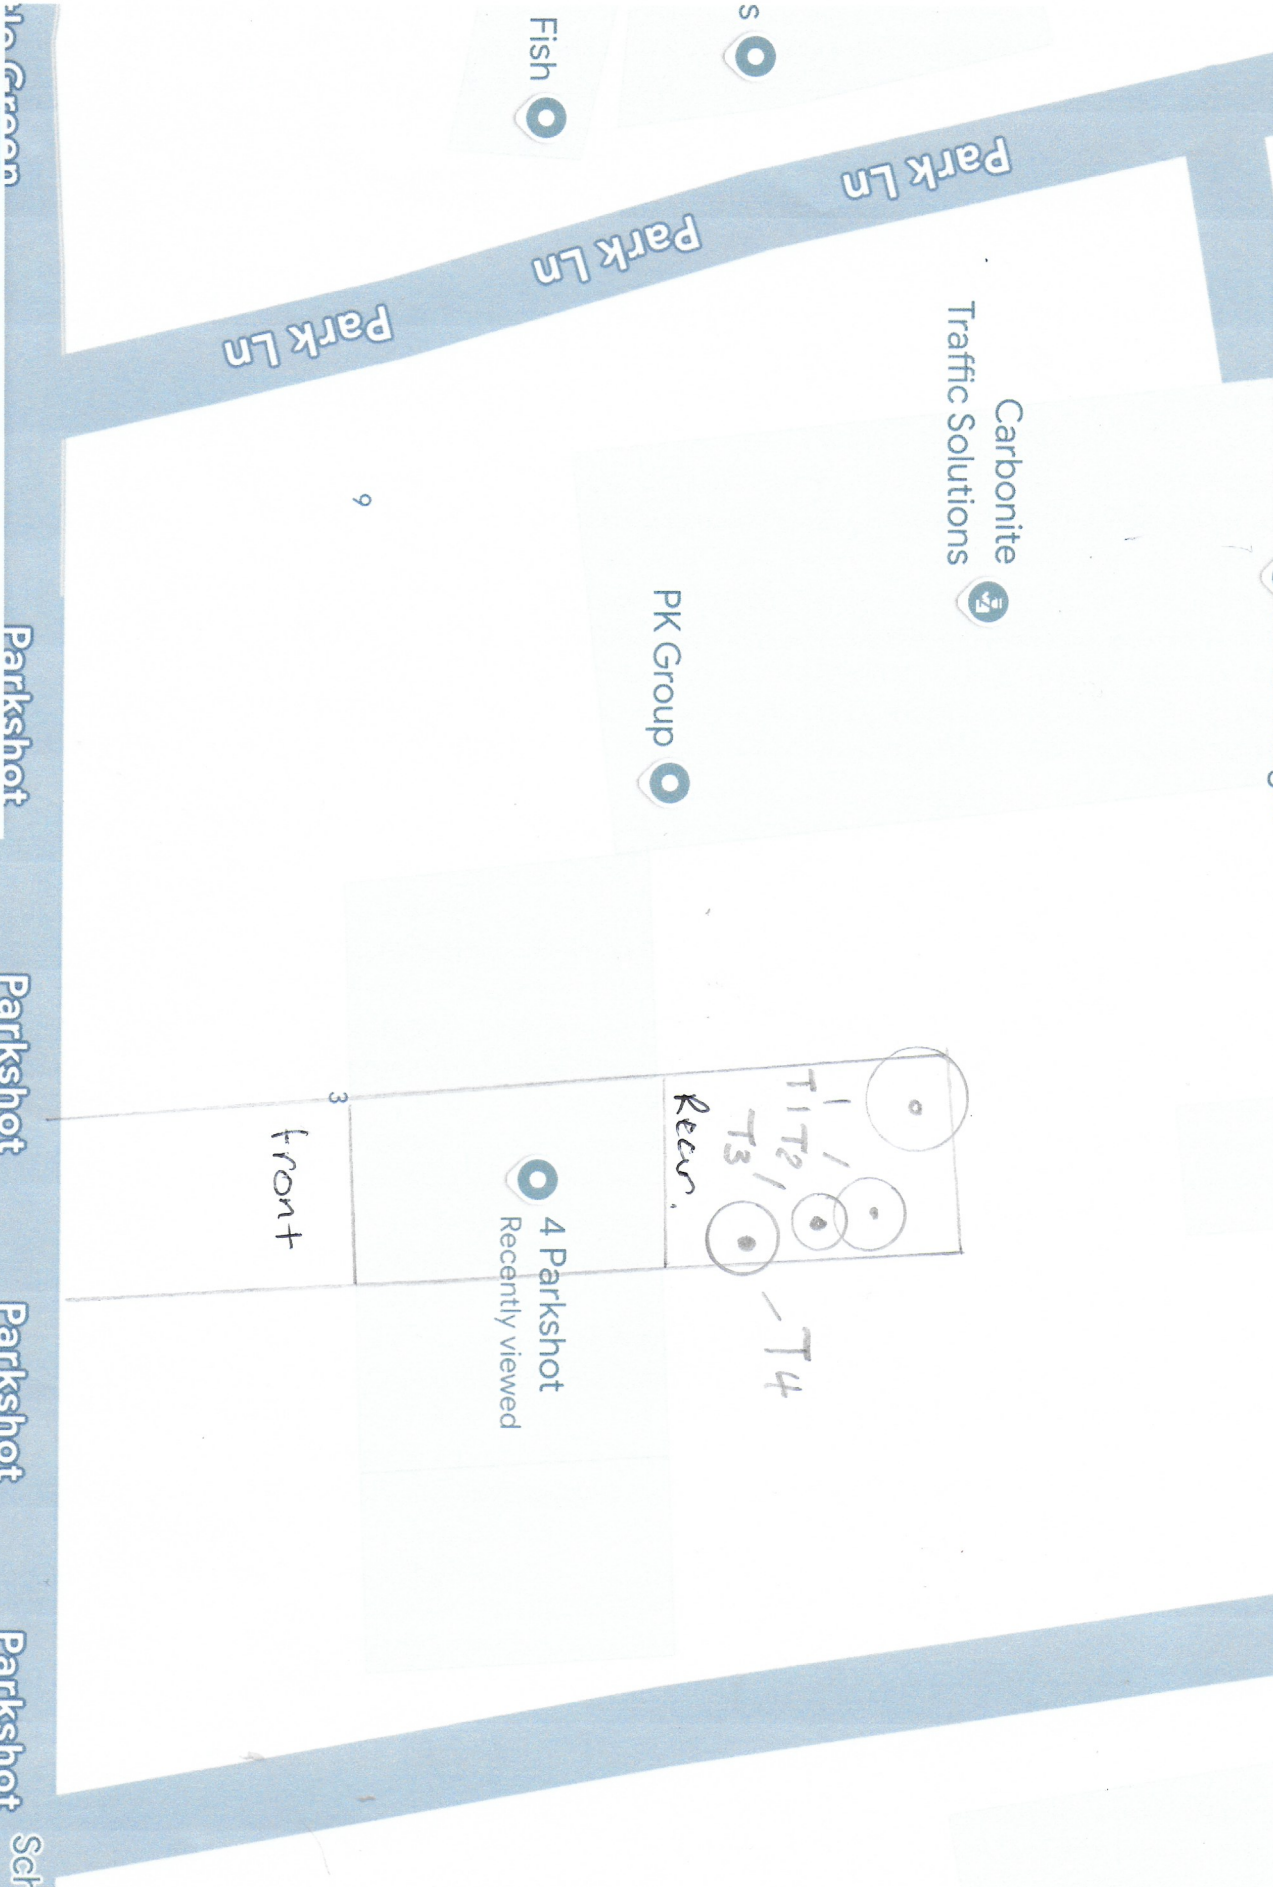 Fish
s
Park Ln
Park Ln
Park Ln
Carbonite
Traffic Solutions
PK Group
9
3
4 Parkshot
Recently viewed
front
Rear.
T1
T2
T3
T4
Parkshot
Parkshot
Parkshot
Parkshot
Sch